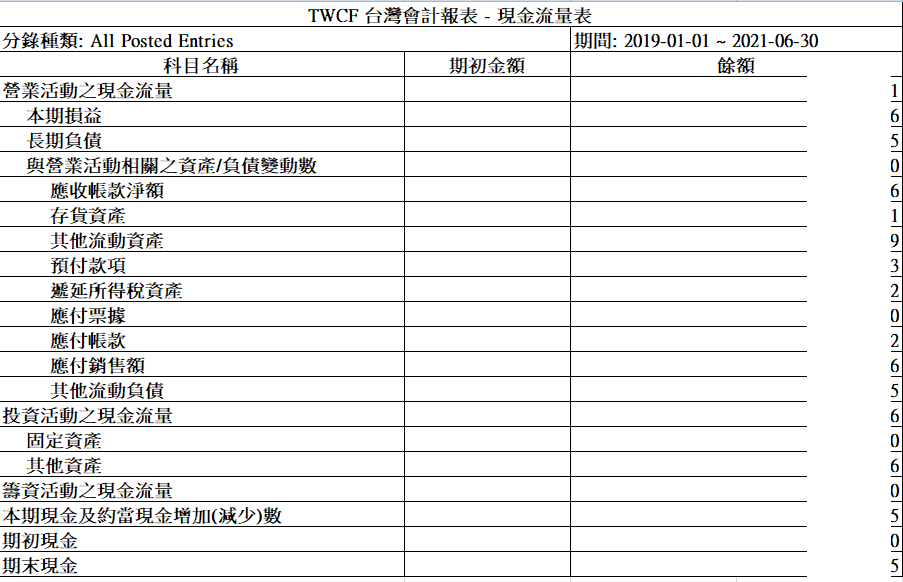 TWCF 台灣會計報表 - 現金流量表
分錄種類: All Posted Entries 期間: 2019-01-01 ~ 2021-06-30
科目名稱 期初金額 餘額
營業活動之現金流量 1
本期損益 6
長期負債 5
與營業活動相關之資產/負債變動數 0
應收帳款淨額 6
存貨資產 1
其他流動資產 9
預付款項 3
遞延所得稅資產 2
應付票據 0
應付帳款 2
應付銷售額 6
其他流動負債 5
投資活動之現金流量 6
固定資產 0
其他資產 6
籌資活動之現金流量 0
本期現金及約當現金增加(減少)數 5
期初現金 0
期末現金 5